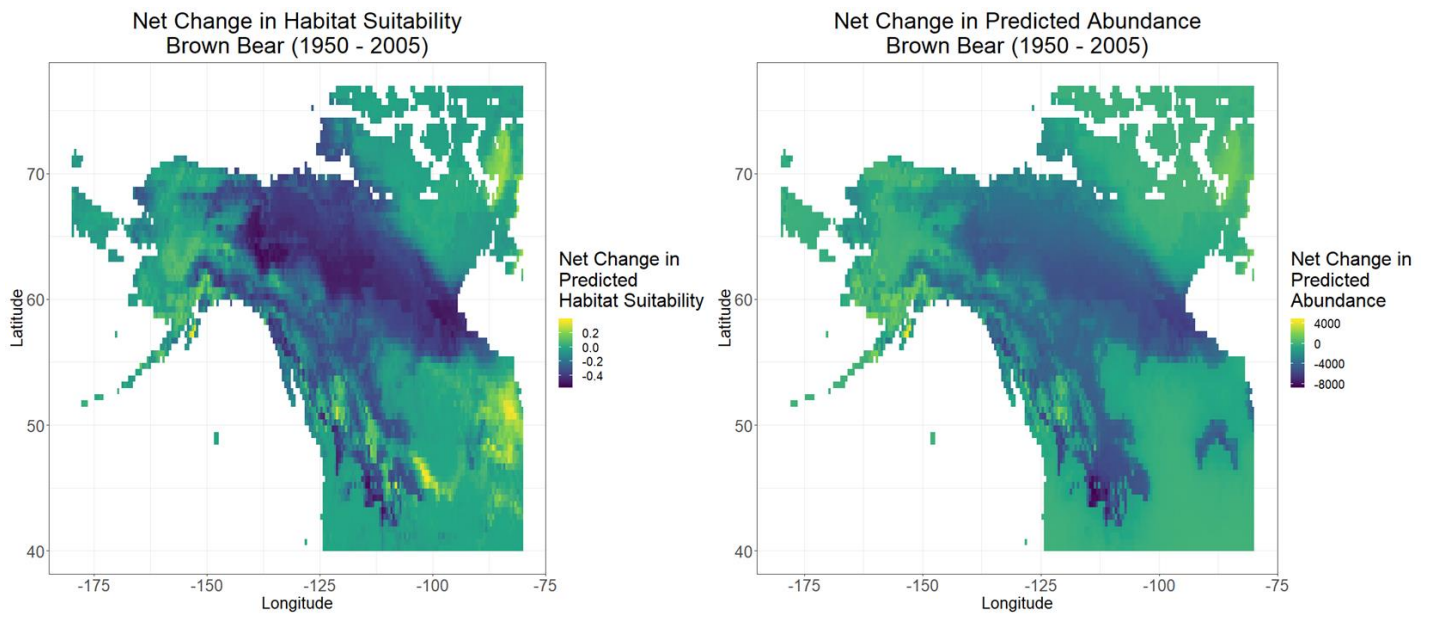 Net Change in Habitat Suitability
Brown Bear (1950 - 2005)
70
60
50
40
Latitude
-175
-150
-125
-100
-75
Longitude
Net Change in
Predicted
Habitat Suitability
0.2
0.0
-0.2
-0.4
Net Change in Predicted Abundance
Brown Bear (1950 - 2005)
70
60
50
40
Latitude
-175
-150
-125
-100
-75
Longitude
Net Change in
Predicted
Abundance
4000
0
-4000
-8000